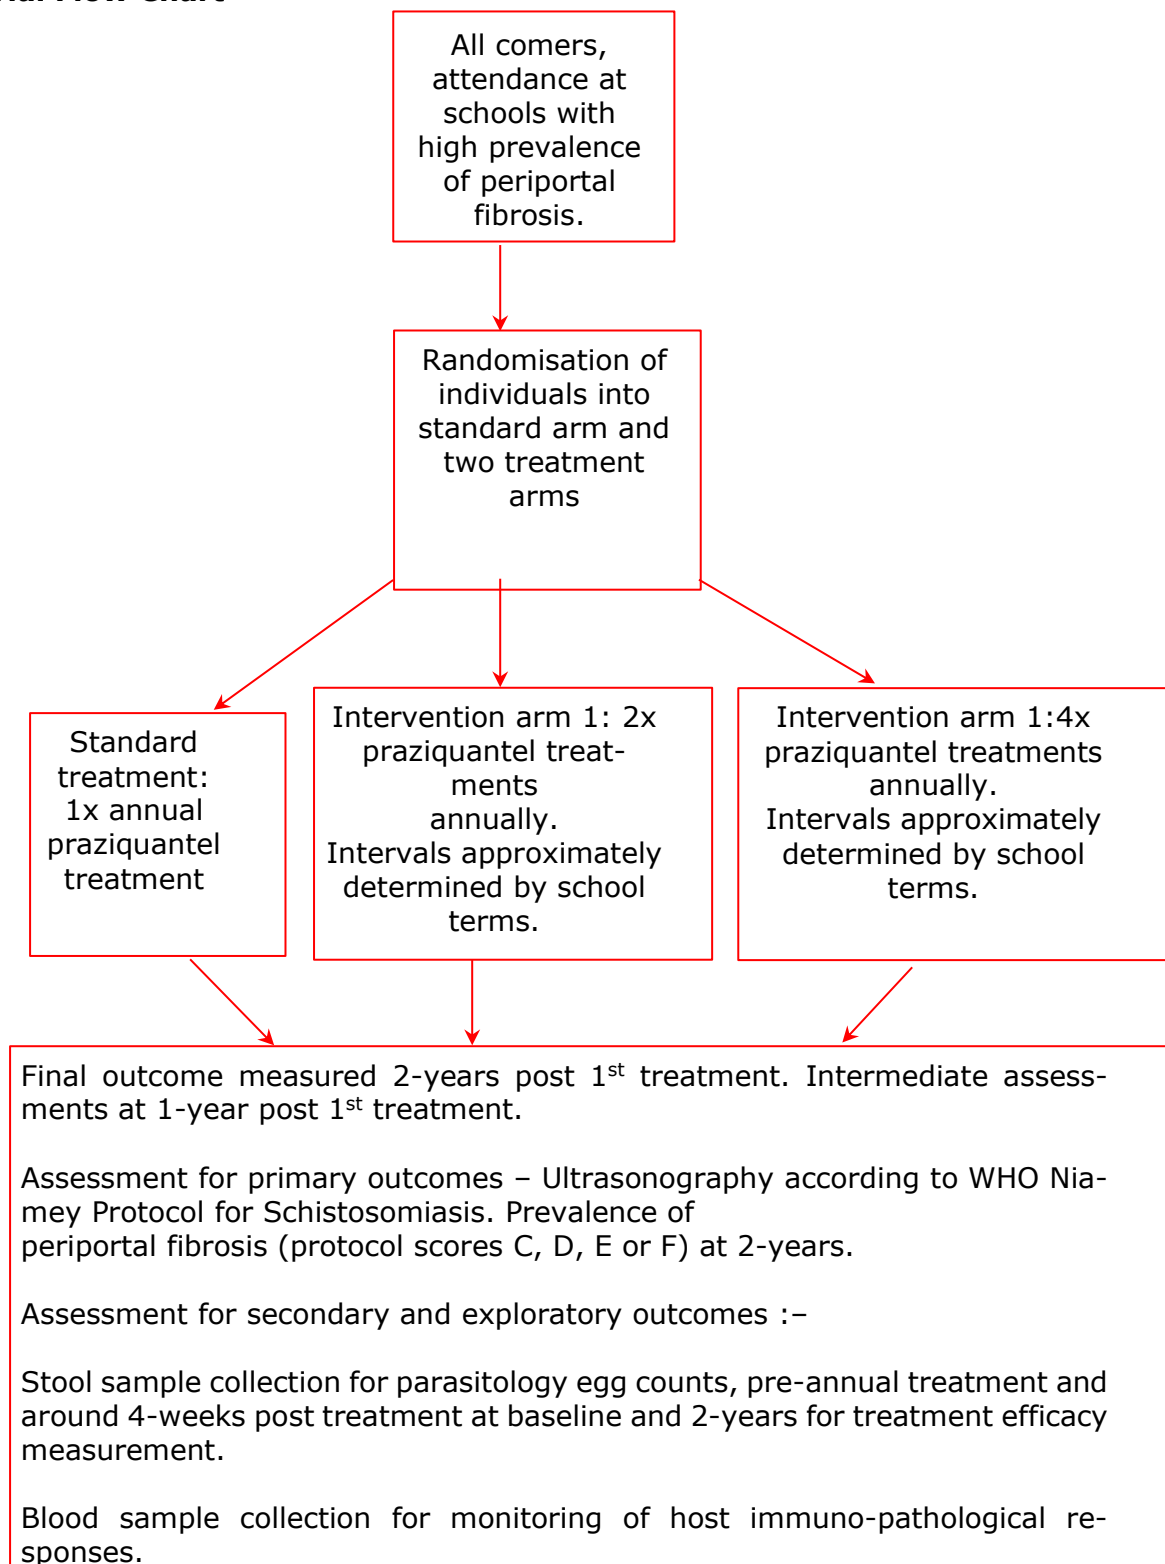 All comers,
attendance at
schools with
high prevalence
of periportal
fibrosis.
Randomisation of
individuals into
standard arm and
two treatment
arms
Standard
treatment:
1x annual
praziquantel
treatment
Intervention arm 1: 2x
praziquantel treat-
ments
annually.
Intervals approximately
determined by school
terms.
Intervention arm 1:4x
praziquantel treatments
annually.
Intervals approximately
determined by school
terms.
Final outcome measured 2-years post 1st treatment. Intermediate assess-
ments at 1-year post 1st treatment.
Assessment for primary outcomes – Ultrasonography according to WHO Nia-
mey Protocol for Schistosomiasis. Prevalence of
periportal fibrosis (protocol scores C, D, E or F) at 2-years.
Assessment for secondary and exploratory outcomes :–
Stool sample collection for parasitology egg counts, pre-annual treatment and
around 4-weeks post treatment at baseline and 2-years for treatment efficacy
measurement.
Blood sample collection for monitoring of host immuno-pathological re-
sponses.